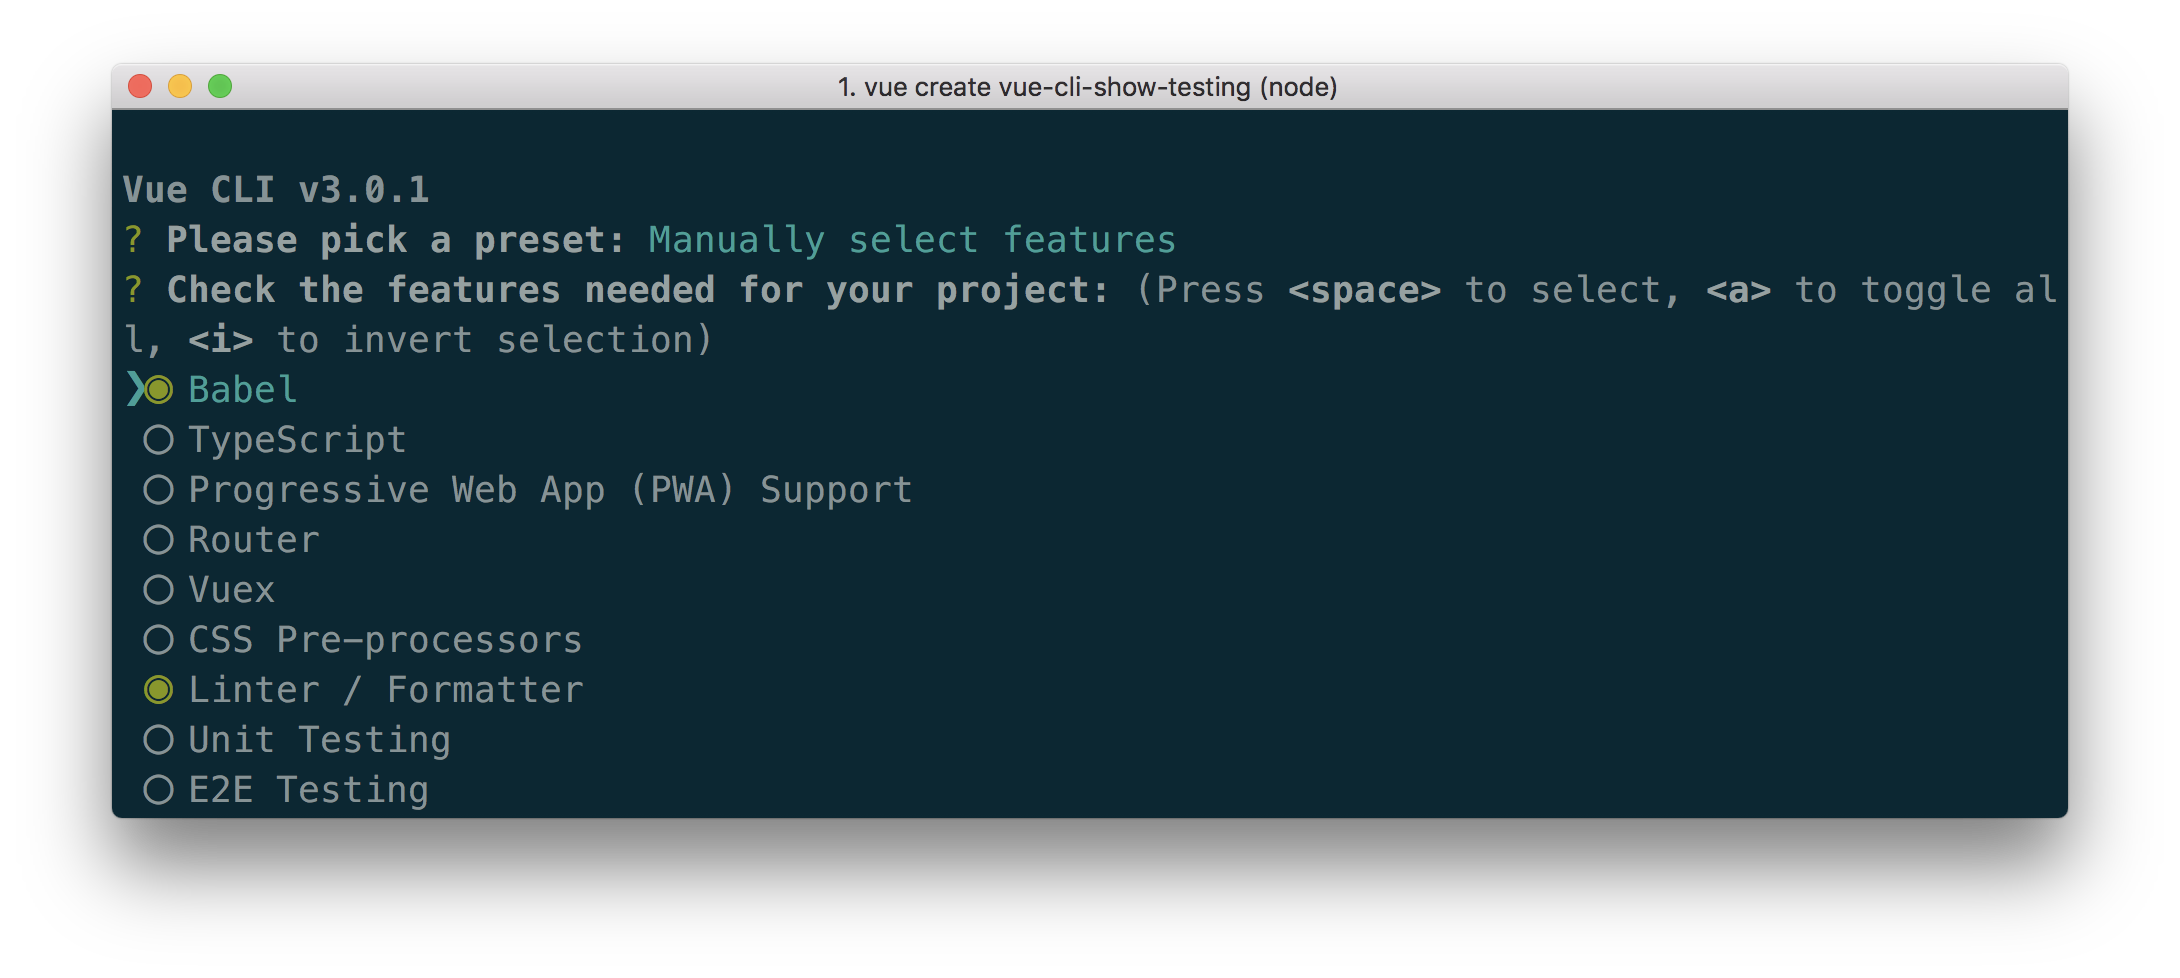 1. vue create vue-cli-show-testing (node)
Vue CLI v3.0.1
? Please pick a preset: Manually select features
? Check the features needed for your project: (Press <space> to select, <a> to toggle al
l, <i> to invert selection)
❯◉ Babel
◯ TypeScript
◯ Progressive Web App (PWA) Support
◯ Router
◯ Vuex
◯ CSS Pre-processors
◉ Linter / Formatter
◯ Unit Testing
◯ E2E Testing